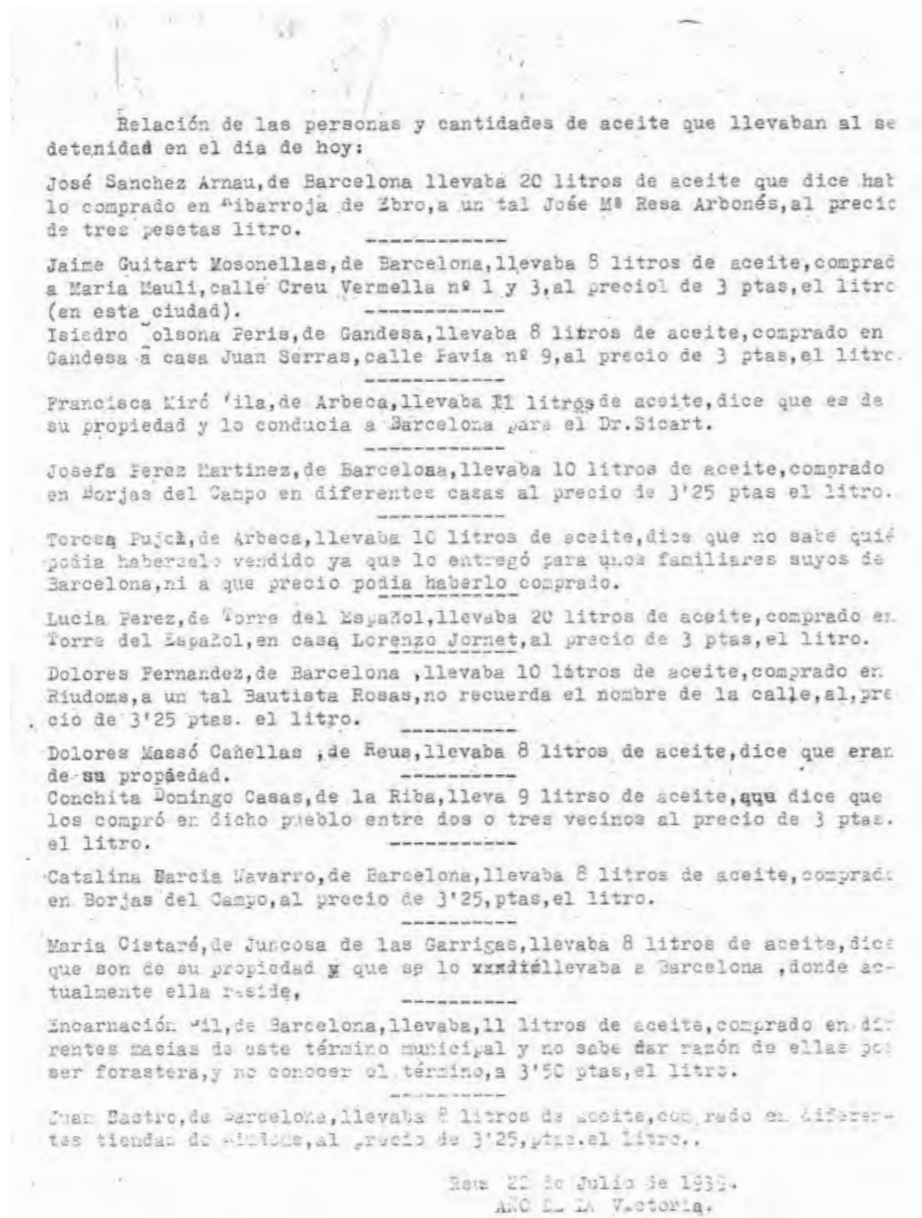 Relación de las personas y cantidades de aceite que llevaban al se
detenidad en el dia de hoy:
José Sanchez Arnau,de Barcelona llevaba 20 litros de aceite que dice hab
lo comprado en Ribarroja de Ebro,a un tal José Mª Resa Arbonés,al precio
de tres pesetas litro.
------------
Jaime Guitart Mosonellas,de Barcelona,llevaba 8 litros de aceite,comprad
a Maria Mauli,calle Creu Vermella nº 1 y 3,al preciol de 3 ptas,el litro
(en esta ciudad).
------------
Isiedro Tolsona Peris,de Gandesa,llevaba 8 litros de aceite,comprado en
Gandesa a casa Juan Serras,calle Pavia nº 9,al precio de 3 ptas,el litro.
------------
Francisca Miró Vila,de Arbeca,llevaba 11 litros de aceite,dice que es de
su propiedad y lo conducia a Barcelona para el Dr.Sicart.
------------
Josefa Perez Martinez,de Barcelona,llevaba 10 litros de aceite,comprado
en Borjas del Campo en diferentes casas al precio de 3'25 ptas el litro.
------------
Teresa Pujol,de Arbeca,llevaba 10 litros de aceite,dice que no sabe quié
podia haberselo vendido ya que lo entregó para unos familiares suyos de
Barcelona,ni a que precio podia haberlo comprado.
------------
Lucia Perez,de Torre del Español,llevaba 20 litros de aceite,comprado en
Torre del Español,en casa Lorenzo Jornet,al precio de 3 ptas,el litro.
------------
Dolores Fernandez,de Barcelona ,llevaba 10 litros de aceite,comprado en
Riudoms,a un tal Bautista Rosas,no recuerda el nombre de la calle,al,pre
cio de 3'25 ptas. el litro.
------------
Dolores Massó Cañellas ,de Reus,llevaba 8 litros de aceite,dice que eran
de su propiedad.
------------
Conchita Domingo Casas,de la Riba,lleva 9 litrso de aceite,que dice que
los compró en dicho pueblo entre dos o tres vecinos al precio de 3 ptas.
el litro.
------------
Catalina Barcia Navarro,de Barcelona,llevaba 8 litros de aceite,comprado
en Borjas del Campo,al precio de 3'25,ptas,el litro.
------------
Maria Cistaré,de Juncosa de las Garrigas,llevaba 8 litros de aceite,dice
que son de su propiedad y que se lo llevaba a Barcelona ,donde ac-
tualmente ella reside,
------------
Encarnación Gil,de Barcelona,llevaba,11 litros de aceite,comprado en dif
rentes masias de este término municipal y no sabe dar razón de ellas por
ser forastera,y no conocer el término,a 3'50 ptas,el litro.
------------
Juan Sastre,de Barcelona,llevaba 8 litros de aceite,comprado en diferen-
tes tiendas de,al precio de 3'25,ptas.el litro..
Reus 22 de Julio de 1939.
AÑO DE LA Victoria.